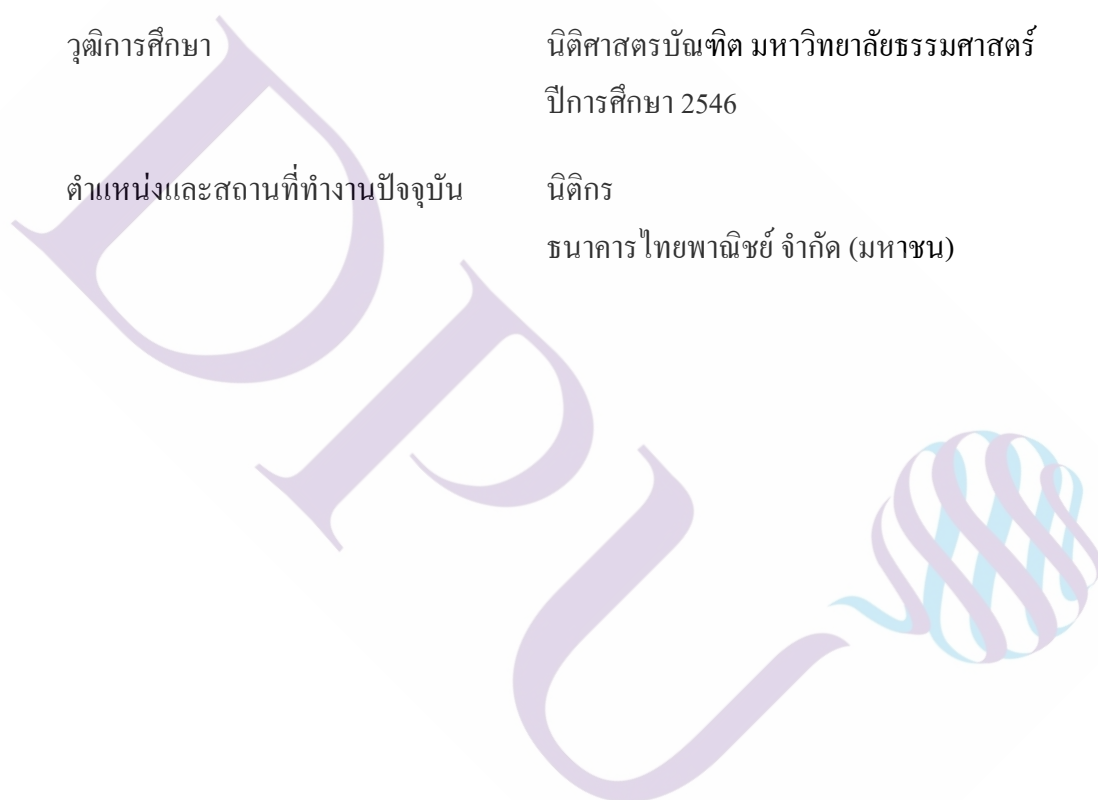 วุฒิการศึกษา นิติศาสตรบัณฑิต มหาวิทยาลัยธรรมศาสตร์
ปีการศึกษา 2546
ตำแหน่งและสถานที่ทำงานปัจจุบัน นิติกร
ธนาคารไทยพาณิชย์ จำกัด (มหาชน)
DPU